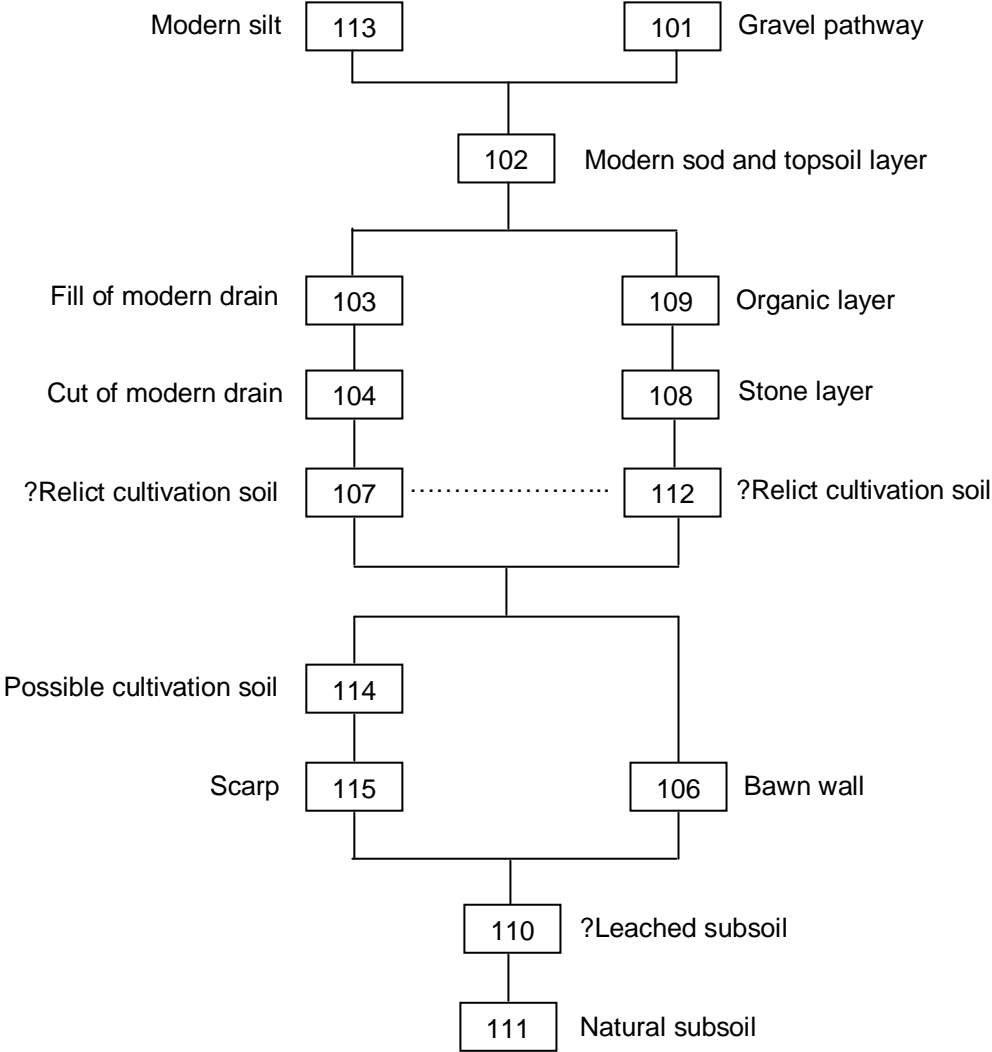 Modern silt 113 101 Gravel pathway
102 Modern sod and topsoil layer
Fill of modern drain 103 109 Organic layer
Cut of modern drain 104 108 Stone layer
?Relict cultivation soil 107 ...................... 112 ?Relict cultivation soil
Possible cultivation soil 114
Scarp 115 106 Bawn wall
110 ?Leached subsoil
111 Natural subsoil